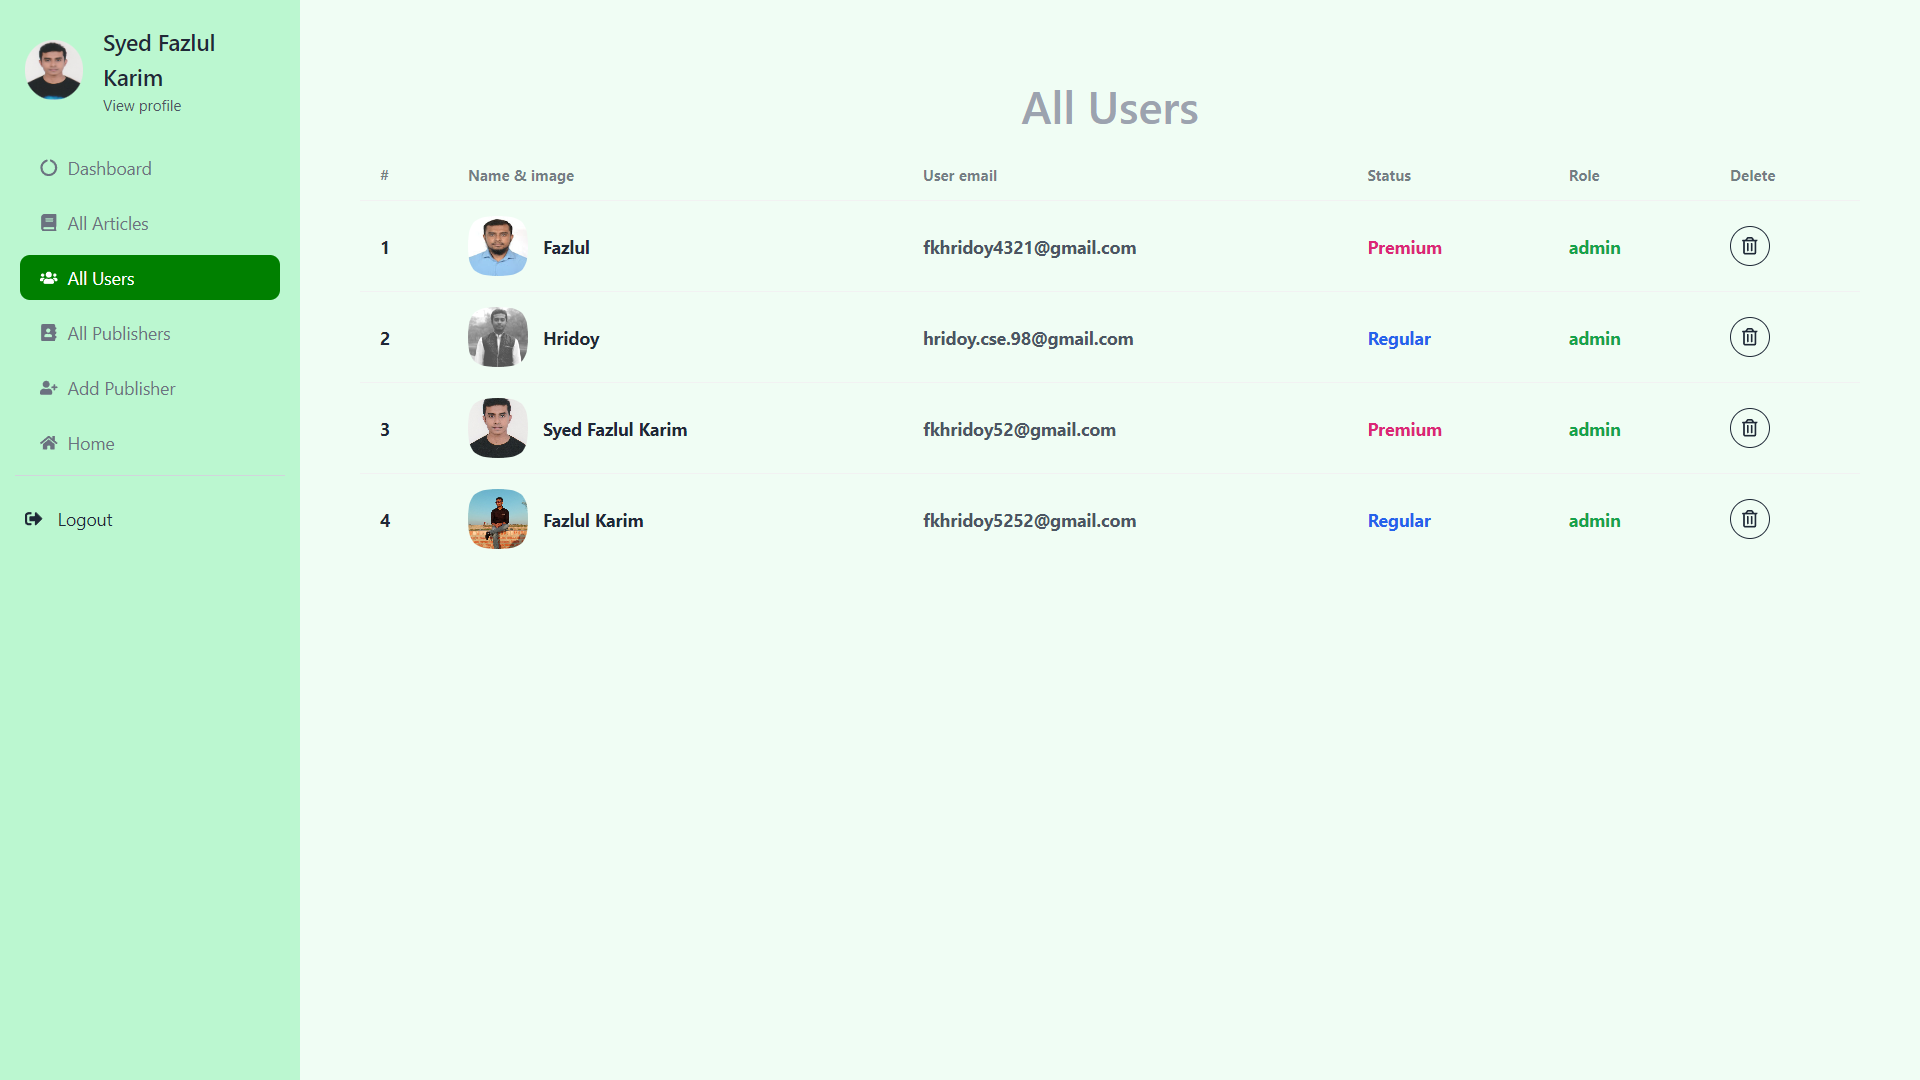 Syed Fazlul
Karim
View profile
Dashboard
All Articles
All Users
All Publishers
Add Publisher
Home
Logout
All Users
# Name & image User email Status Role Delete
1 Fazlul fkhridoy4321@gmail.com Premium admin
2 Hridoy hridoy.cse.98@gmail.com Regular admin
3 Syed Fazlul Karim fkhridoy52@gmail.com Premium admin
4 Fazlul Karim fkhridoy5252@gmail.com Regular admin